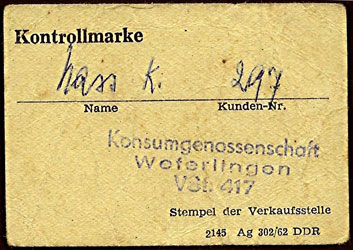 Kontrollmarke
Kass K. 297
Name Kunden-Nr.
Konsumgenossenschaft
Weferlingen
VSt. 417
Stempel der Verkaufsstelle
2145 Ag 302/62 DDR